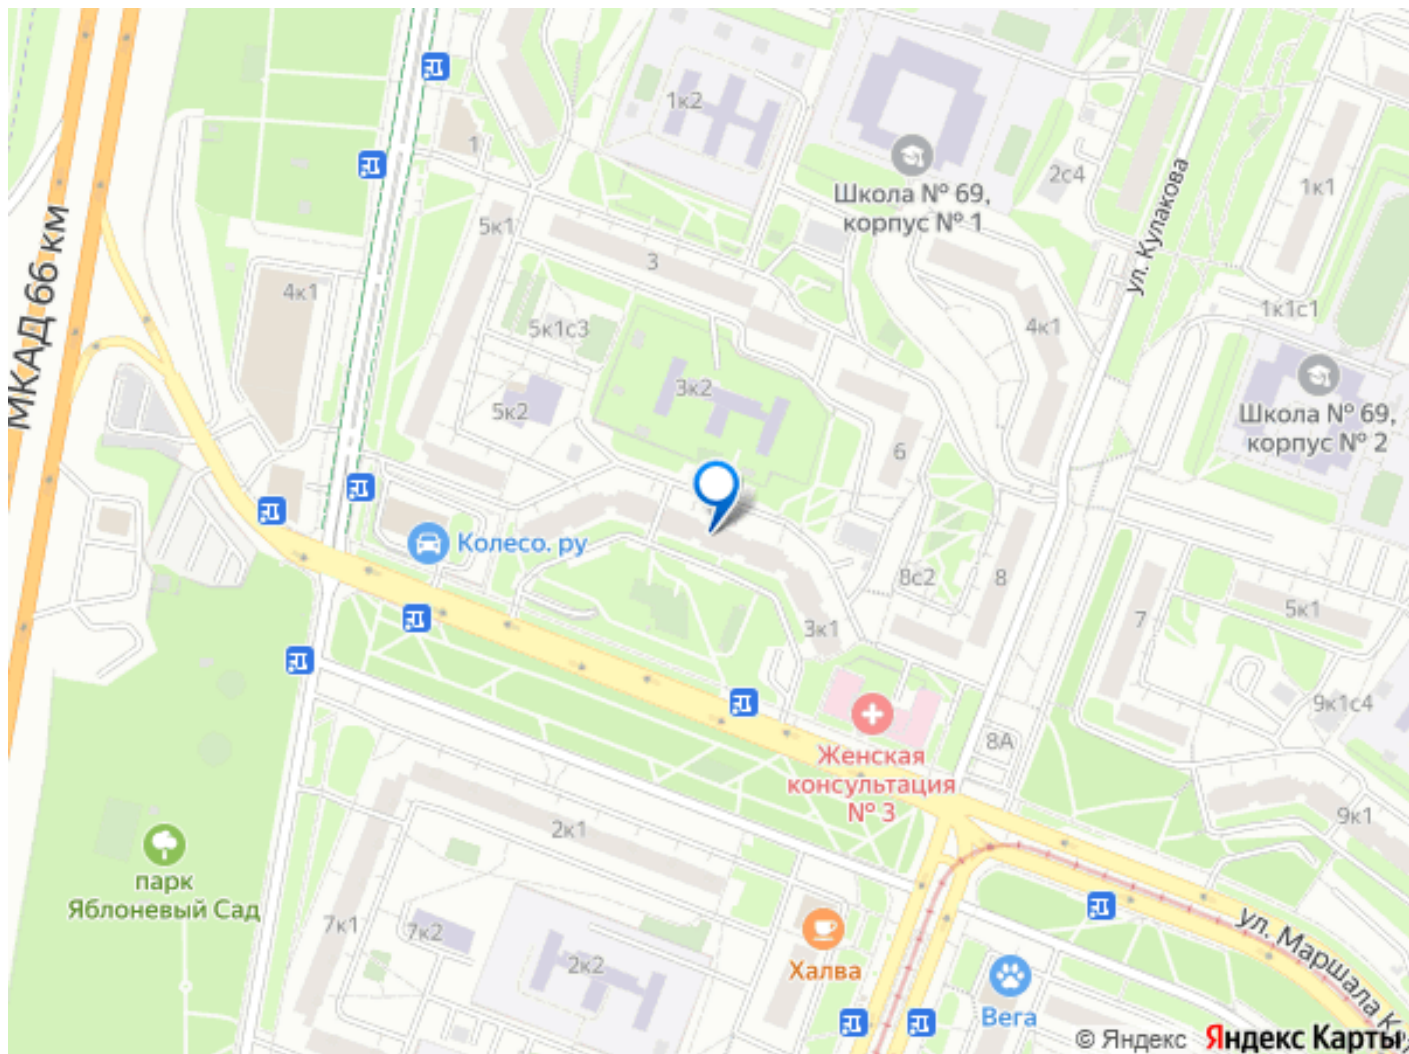 1к2
1
Школа № 69,
корпус № 1
2с4
1к1
ул. Кулакова
5к1
3
МКАД 66 км
4к1
5к1с3
4к1
1к1с1
3к2
5к2
Школа № 69,
корпус № 2
6
Колесо.ру
8с2
8
3к1
7
5к1
9к1с4
8А
Женская
консультация
№ 3
2к1
9к1
парк
Яблоневый Сад
7к1
7к2
2к2
Халва
ул. Маршала К
Вега
© Яндекс Яндекс Карты